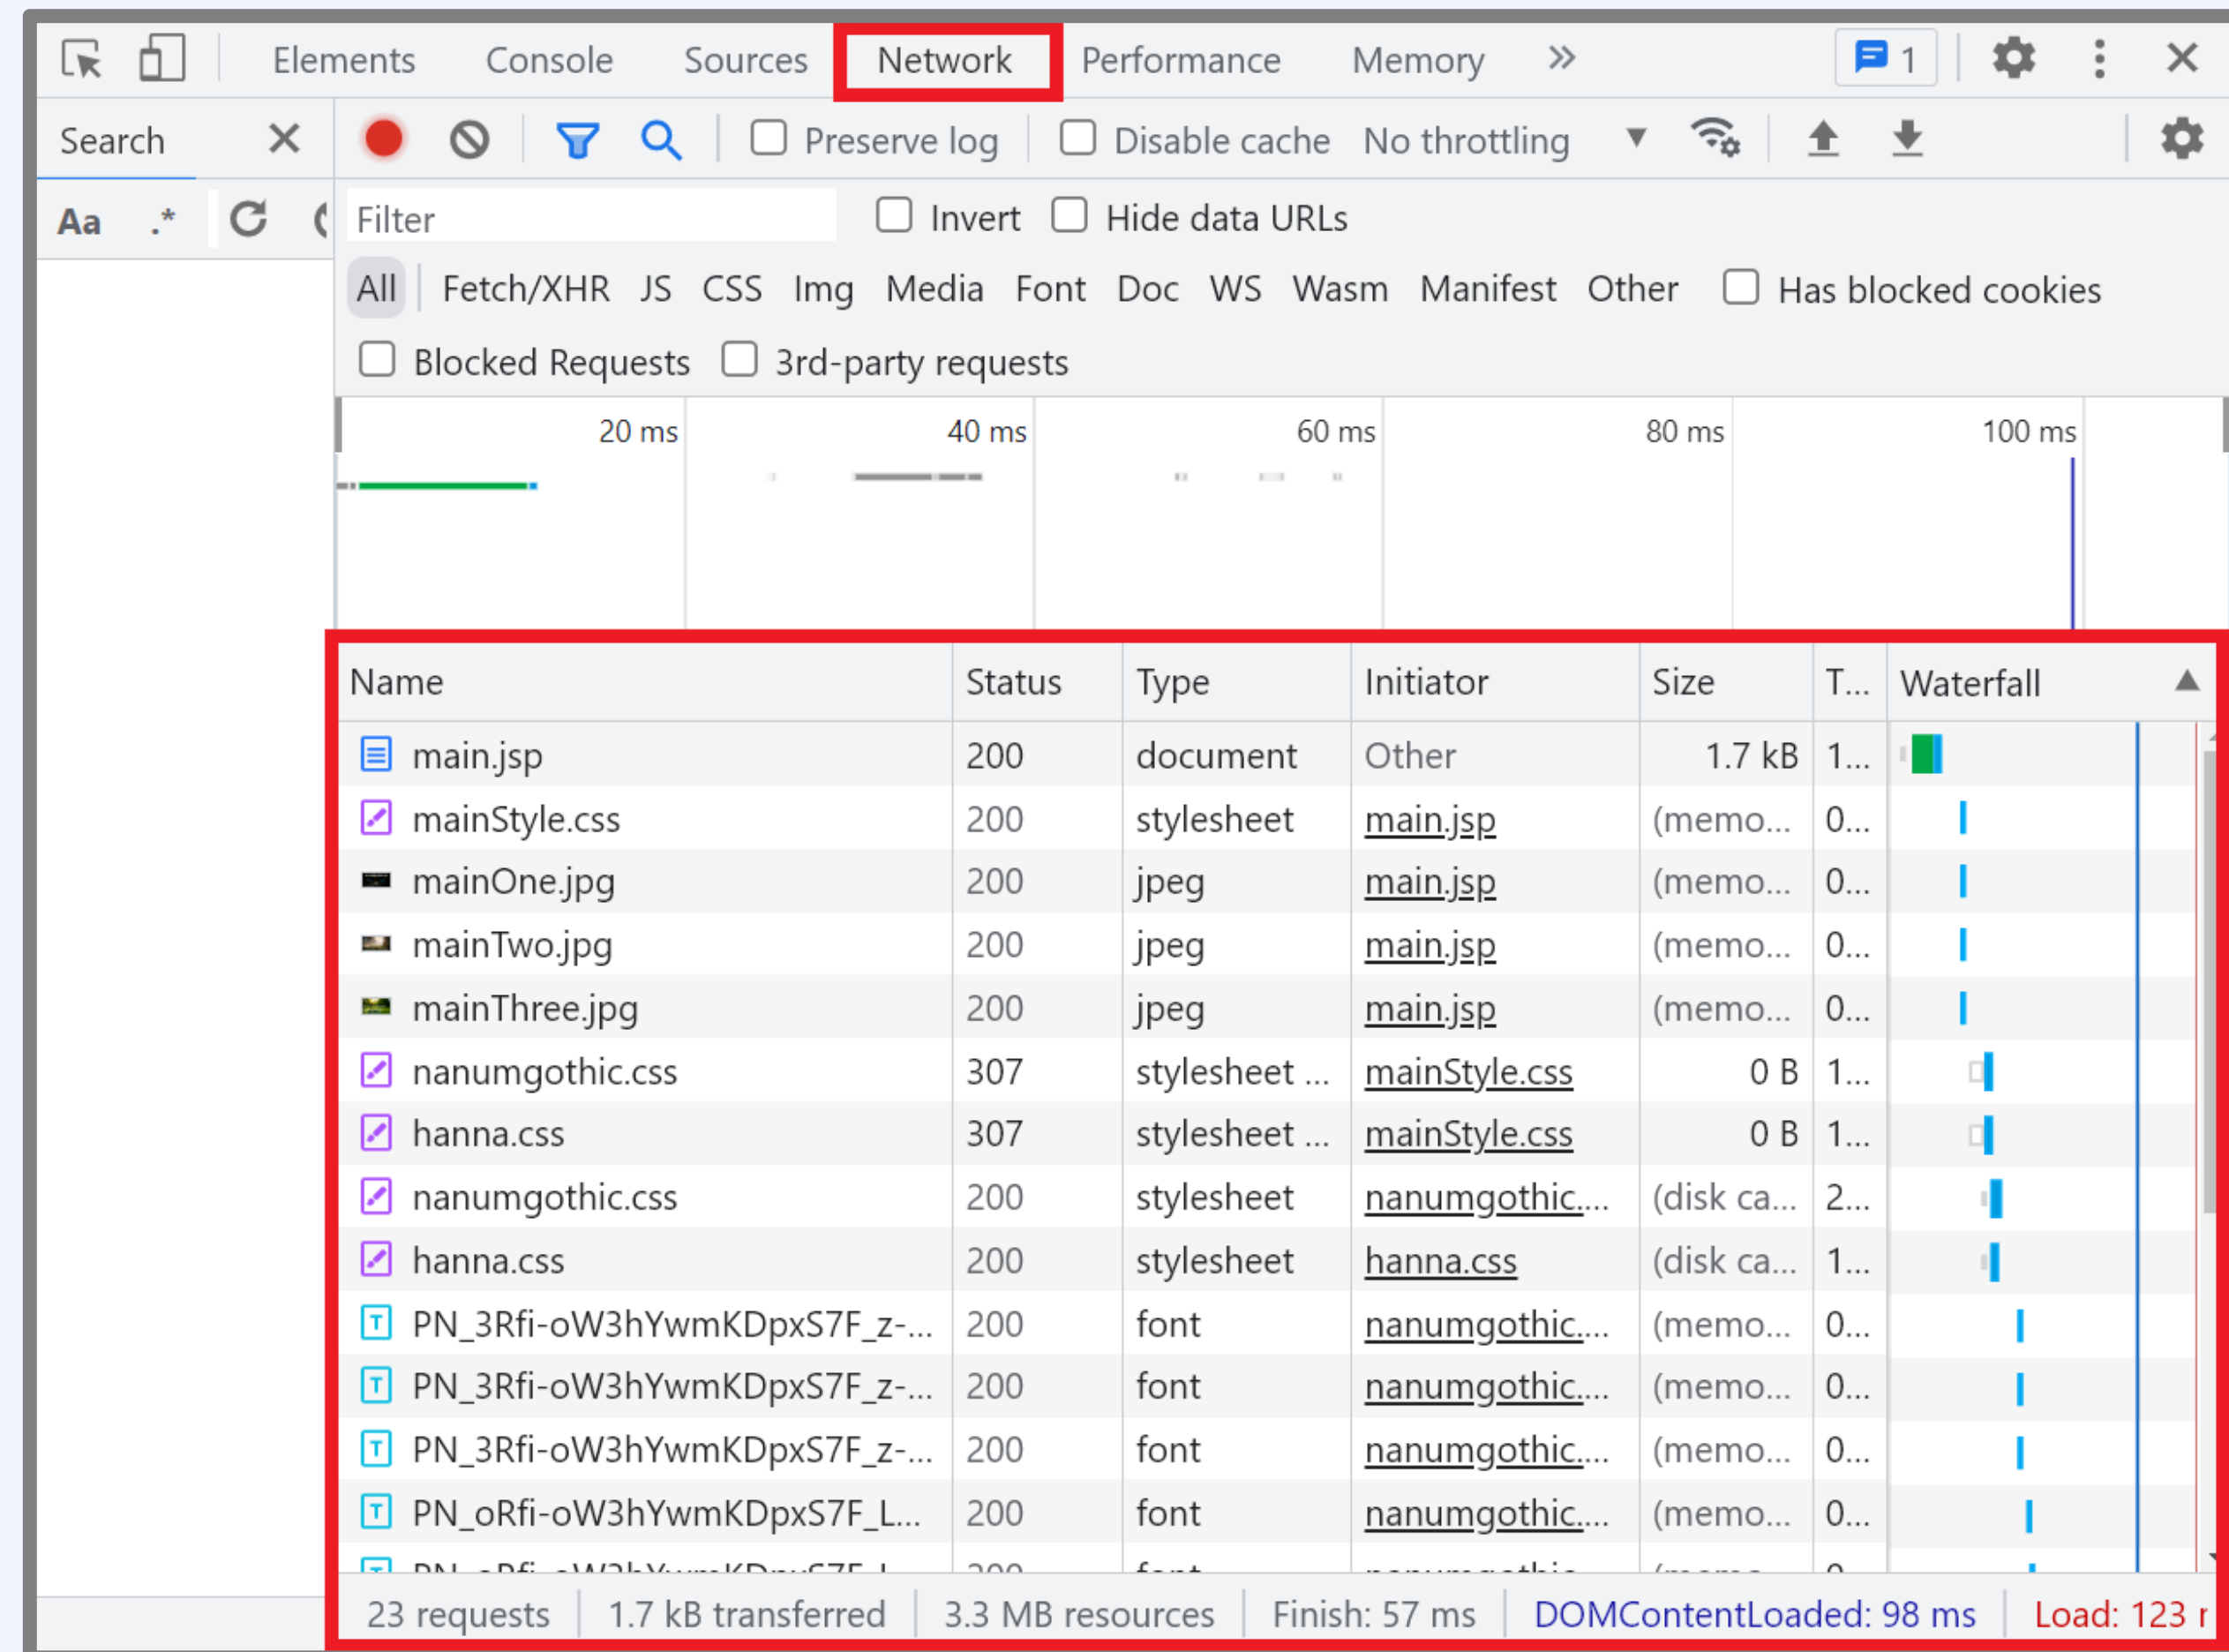 Elements Console Sources Network Performance Memory » 1
Search Preserve log Disable cache No throttling
Aa .* Filter Invert Hide data URLs
All Fetch/XHR JS CSS Img Media Font Doc WS Wasm Manifest Other Has blocked cookies
Blocked Requests 3rd-party requests
20 ms 40 ms 60 ms 80 ms 100 ms
Name Status Type Initiator Size T... Waterfall
main.jsp 200 document Other 1.7 kB 1...
mainStyle.css 200 stylesheet main.jsp (memo... 0...
mainOne.jpg 200 jpeg main.jsp (memo... 0...
mainTwo.jpg 200 jpeg main.jsp (memo... 0...
mainThree.jpg 200 jpeg main.jsp (memo... 0...
nanumgothic.css 307 stylesheet ... mainStyle.css 0 B 1...
hanna.css 307 stylesheet ... mainStyle.css 0 B 1...
nanumgothic.css 200 stylesheet nanumgothic.... (disk ca... 2...
hanna.css 200 stylesheet hanna.css (disk ca... 1...
PN_3Rfi-oW3hYwmKDpxS7F_z-... 200 font nanumgothic.... (memo... 0...
PN_3Rfi-oW3hYwmKDpxS7F_z-... 200 font nanumgothic.... (memo... 0...
PN_3Rfi-oW3hYwmKDpxS7F_z-... 200 font nanumgothic.... (memo... 0...
PN_oRfi-oW3hYwmKDpxS7F_L... 200 font nanumgothic.... (memo... 0...
23 requests 1.7 kB transferred 3.3 MB resources Finish: 57 ms DOMContentLoaded: 98 ms Load: 123